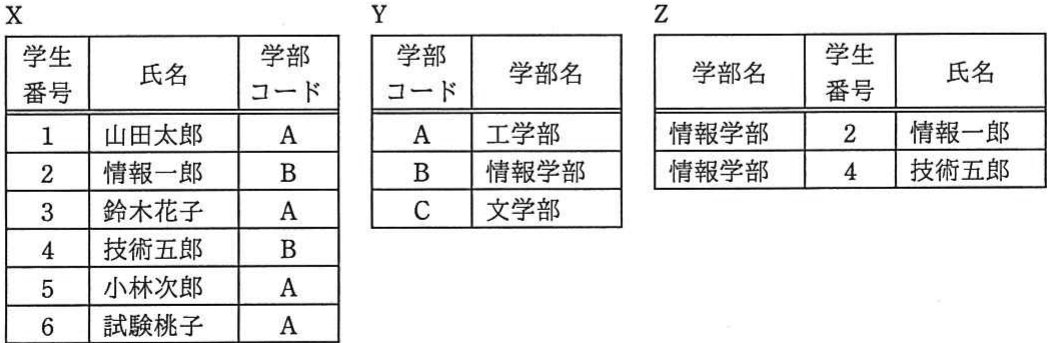 X Y Z
学生番号 氏名 学部コード
1 山田太郎 A
2 情報一郎 B
3 鈴木花子 A
4 技術五郎 B
5 小林次郎 A
6 試験桃子 A
学部コード 学部名
A 工学部
B 情報学部
C 文学部
学部名 学生番号 氏名
情報学部 2 情報一郎
情報学部 4 技術五郎